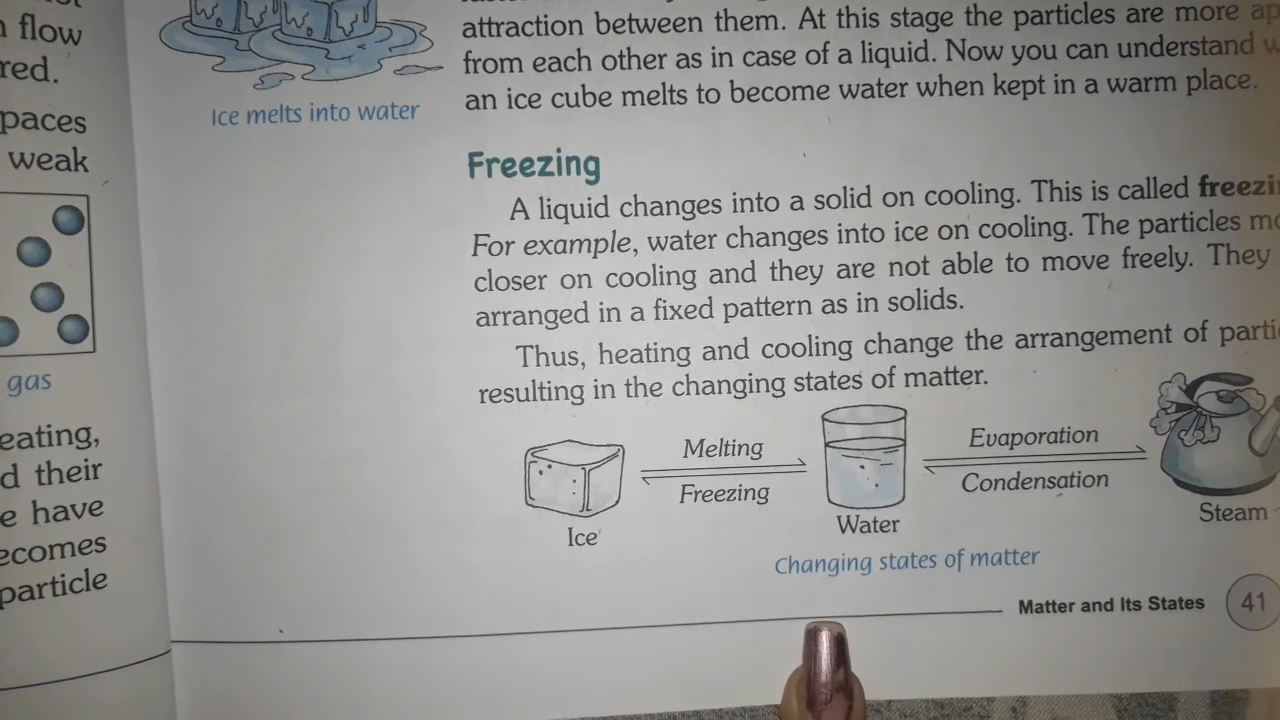 flow
red.
paces
weak
gas
eating,
d their
e have
ecomes
particle
Ice melts into water
attraction between them. At this stage the particles are more
from each other as in case of a liquid. Now you can understand
an ice cube melts to become water when kept in a warm place.
Freezing
A liquid changes into a solid on cooling. This is called freezi
For example, water changes into ice on cooling. The particles mo
closer on cooling and they are not able to move freely. They
arranged in a fixed pattern as in solids.
Thus, heating and cooling change the arrangement of parti
resulting in the changing states of matter.
Melting
Freezing
Evaporation
Condensation
Ice
Water
Steam
Changing states of matter
Matter and Its States 41